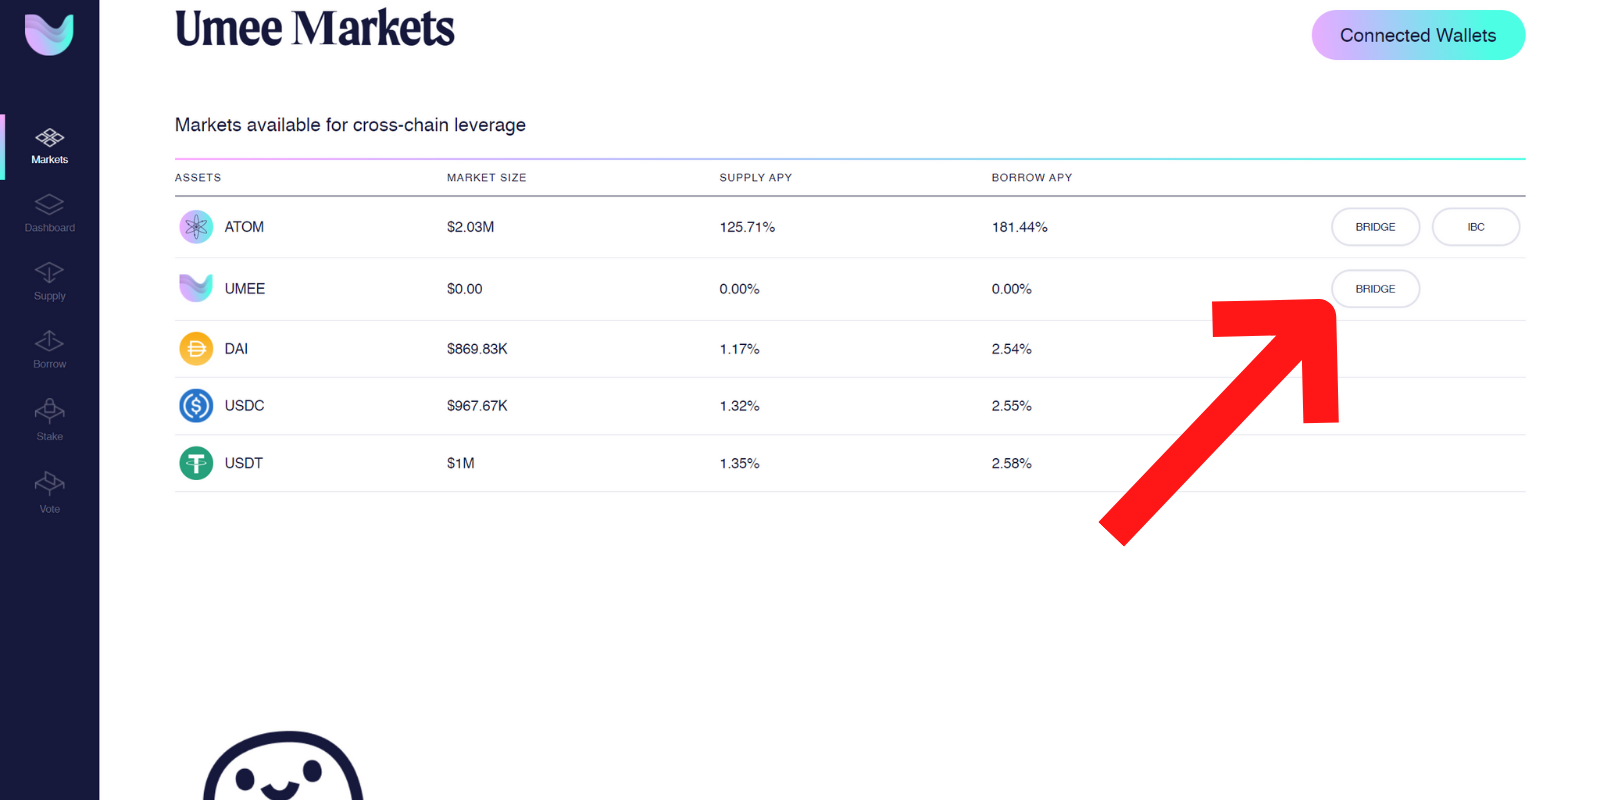 Umee Markets
Connected Wallets
Markets available for cross-chain leverage
ASSETS MARKET SIZE SUPPLY APY BORROW APY
ATOM $2.03M 125.71% 181.44% BRIDGE IBC
UMEE $0.00 0.00% 0.00% BRIDGE
DAI $869.83K 1.17% 2.54%
USDC $967.67K 1.32% 2.55%
USDT $1M 1.35% 2.58%
Markets
Dashboard
Supply
Borrow
Stake
Vote